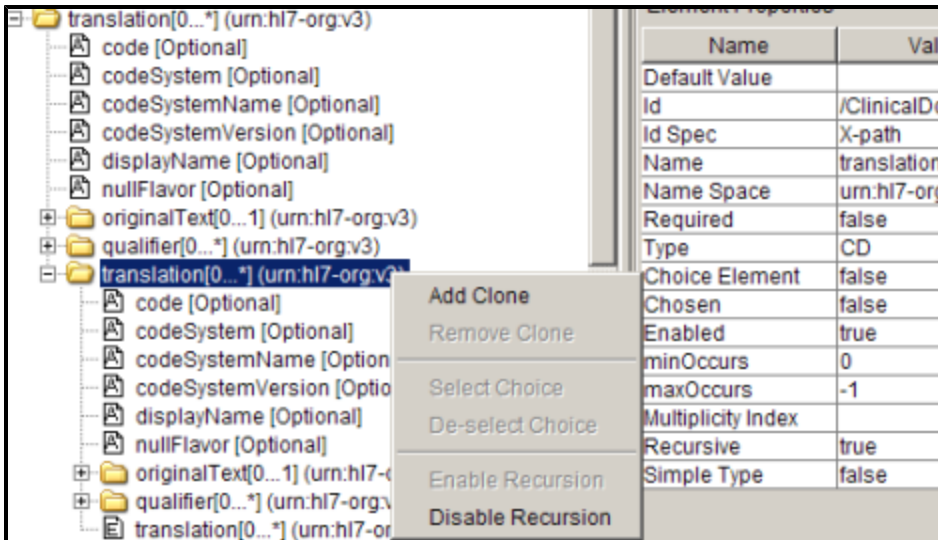 translation[0...*] (urn:hl7-org:v3)
code [Optional]
codeSystem [Optional]
codeSystemName [Optional]
codeSystemVersion [Optional]
displayName [Optional]
nullFlavor [Optional]
originalText[0...1] (urn:hl7-org:v3)
qualifier[0...*] (urn:hl7-org:v3)
translation[0...*] (urn:hl7-org:v3)
code [Optional]
codeSystem [Optional]
codeSystemName [Option
codeSystemVersion [Optio
displayName [Optional]
nullFlavor [Optional]
originalText[0...1] (urn:hl7-
qualifier[0...*] (urn:hl7-org:v
translation[0...*] (urn:hl7-or
Add Clone
Remove Clone
Select Choice
De-select Choice
Enable Recursion
Disable Recursion
Element Properties
Name Val
Default Value
Id /ClinicalDo
Id Spec X-path
Name translation
Name Space urn:hl7-org
Required false
Type CD
Choice Element false
Chosen false
Enabled true
minOccurs 0
maxOccurs -1
Multiplicity Index
Recursive true
Simple Type false